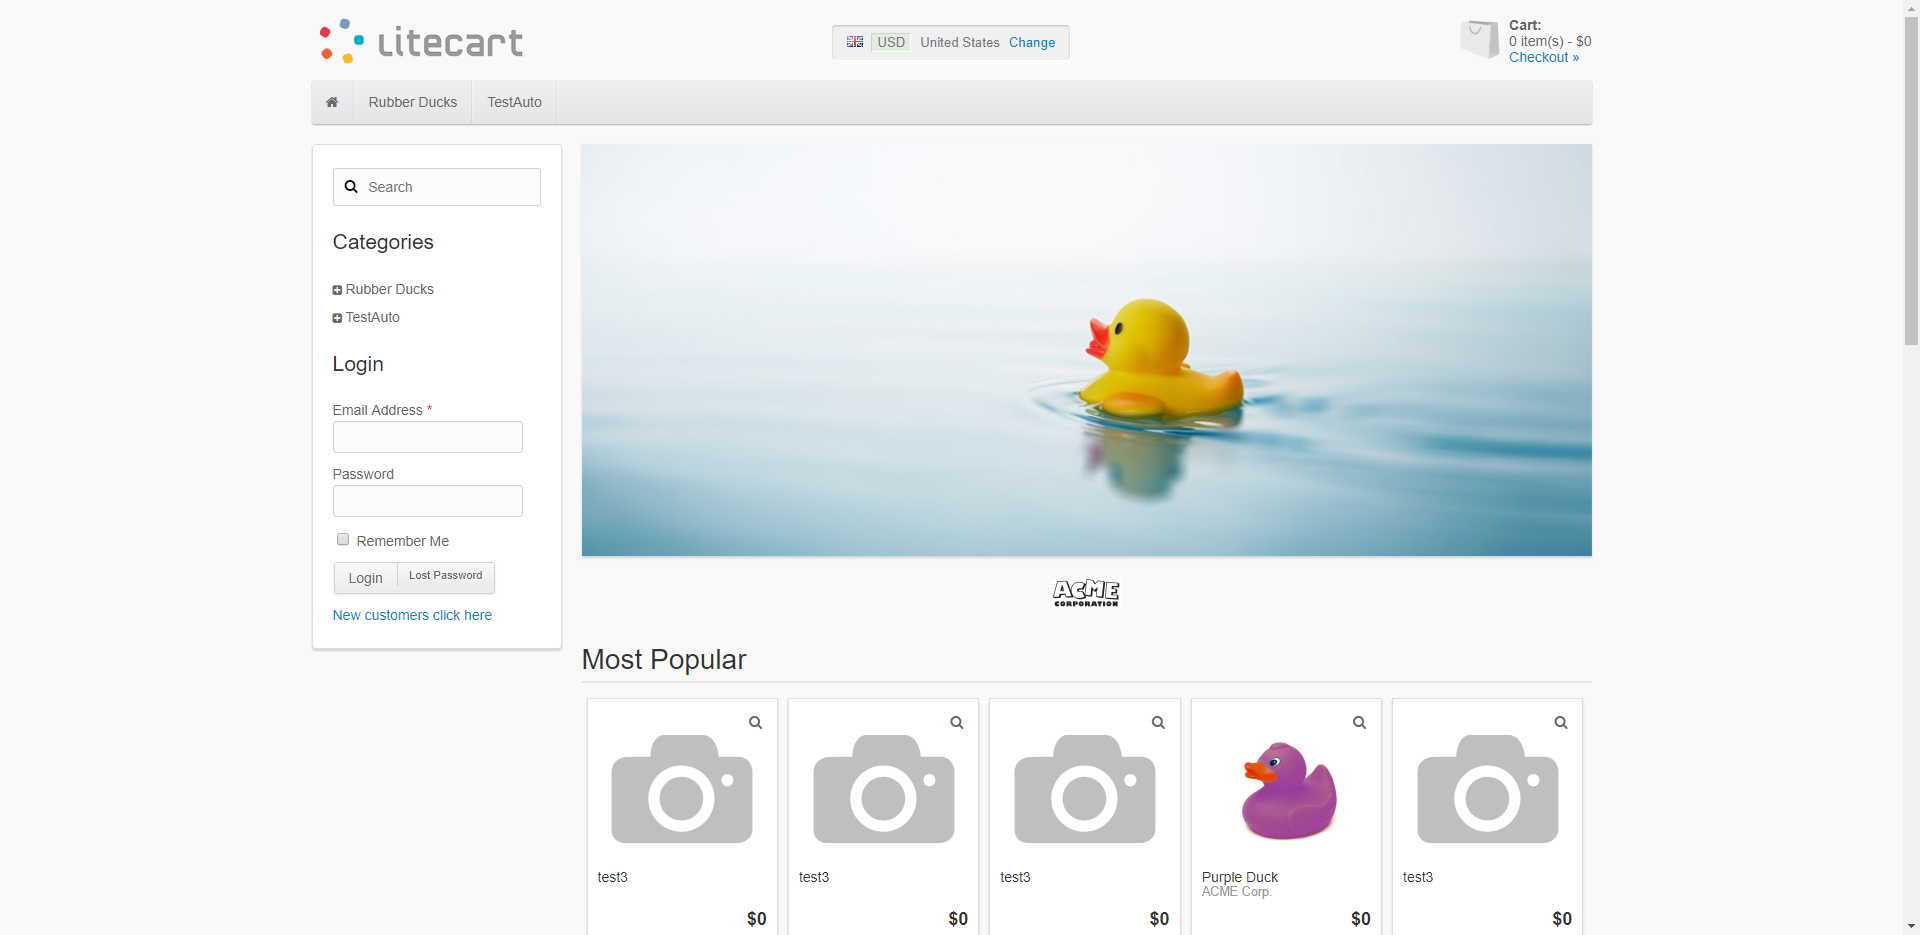 Litecart
USD United States Change
Cart:
0 item(s) - $0
Checkout »
Rubber Ducks TestAuto
Search
Categories
Rubber Ducks
TestAuto
Login
Email Address *
Password
Remember Me
Login Lost Password
New customers click here
ACME
CORPORATION
Most Popular
test3 test3 test3 Purple Duck test3
ACME Corp.
$0 $0 $0 $0 $0